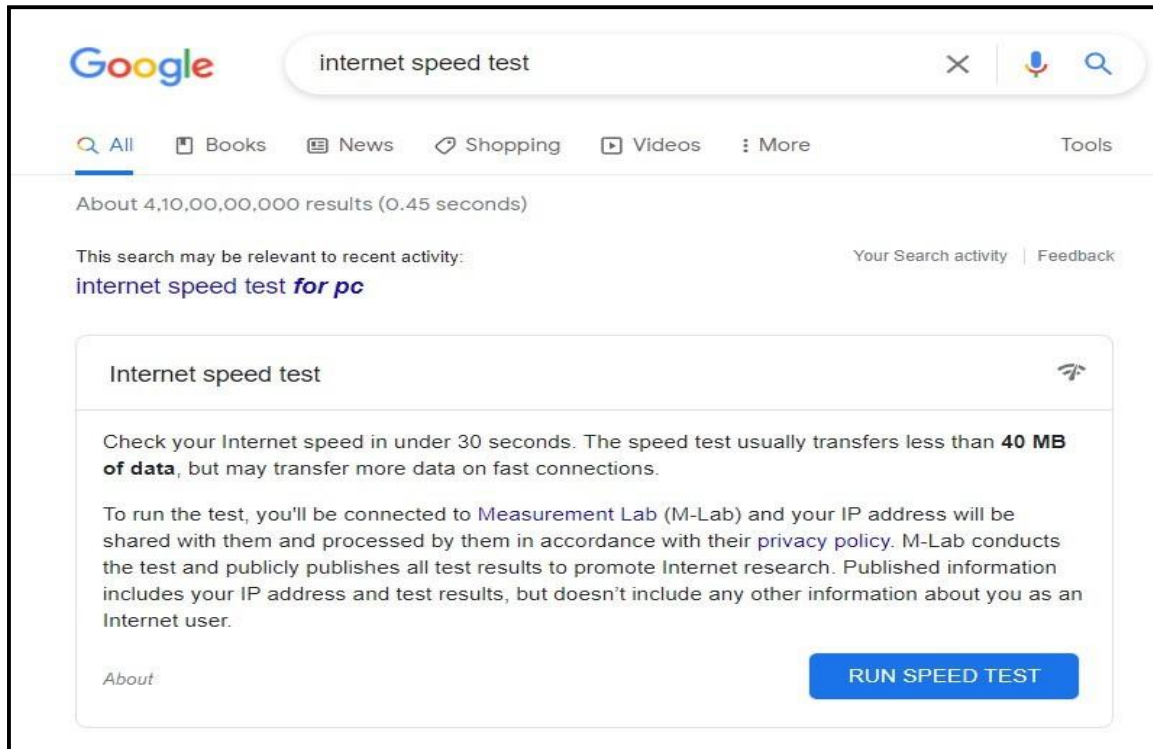 Google
internet speed test
All Books News Shopping Videos More Tools
About 4,10,00,00,000 results (0.45 seconds)
This search may be relevant to recent activity:
Your Search activity Feedback
internet speed test for pc
Internet speed test
Check your Internet speed in under 30 seconds. The speed test usually transfers less than 40 MB
of data, but may transfer more data on fast connections.
To run the test, you'll be connected to Measurement Lab (M-Lab) and your IP address will be
shared with them and processed by them in accordance with their privacy policy. M-Lab conducts
the test and publicly publishes all test results to promote Internet research. Published information
includes your IP address and test results, but doesn’t include any other information about you as an
Internet user.
About
RUN SPEED TEST